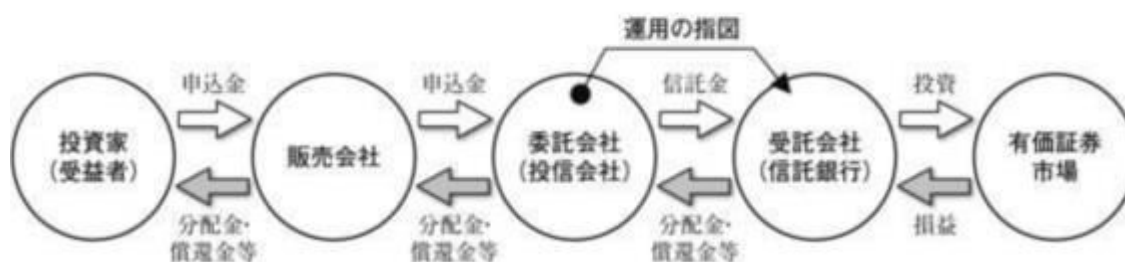 運用の指図
申込金
申込金
信託金
投資
投資家
(受益者)
販売会社
委託会社
(投信会社)
受託会社
(信託銀行)
有価証券
市場
分配金・
償還金等
分配金・
償還金等
分配金・
償還金等
損益